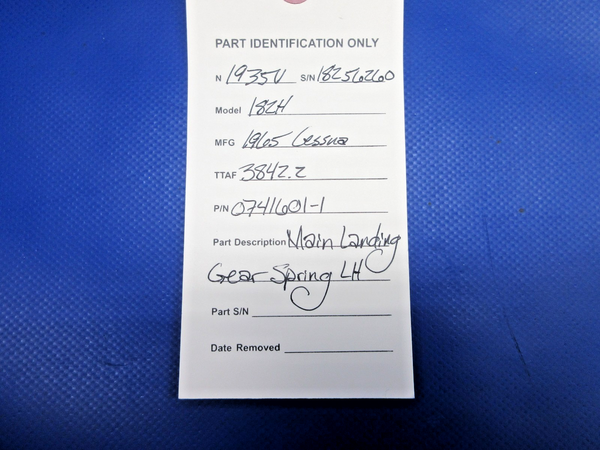 PART IDENTIFICATION ONLY
N 1935V S/N 18256260
Model 182H
MFG 1965 Cessna
TTAF 3842.2
P/N 0741601-1
Part Description Main Landing
Gear Spring LH
Part S/N
Date Removed